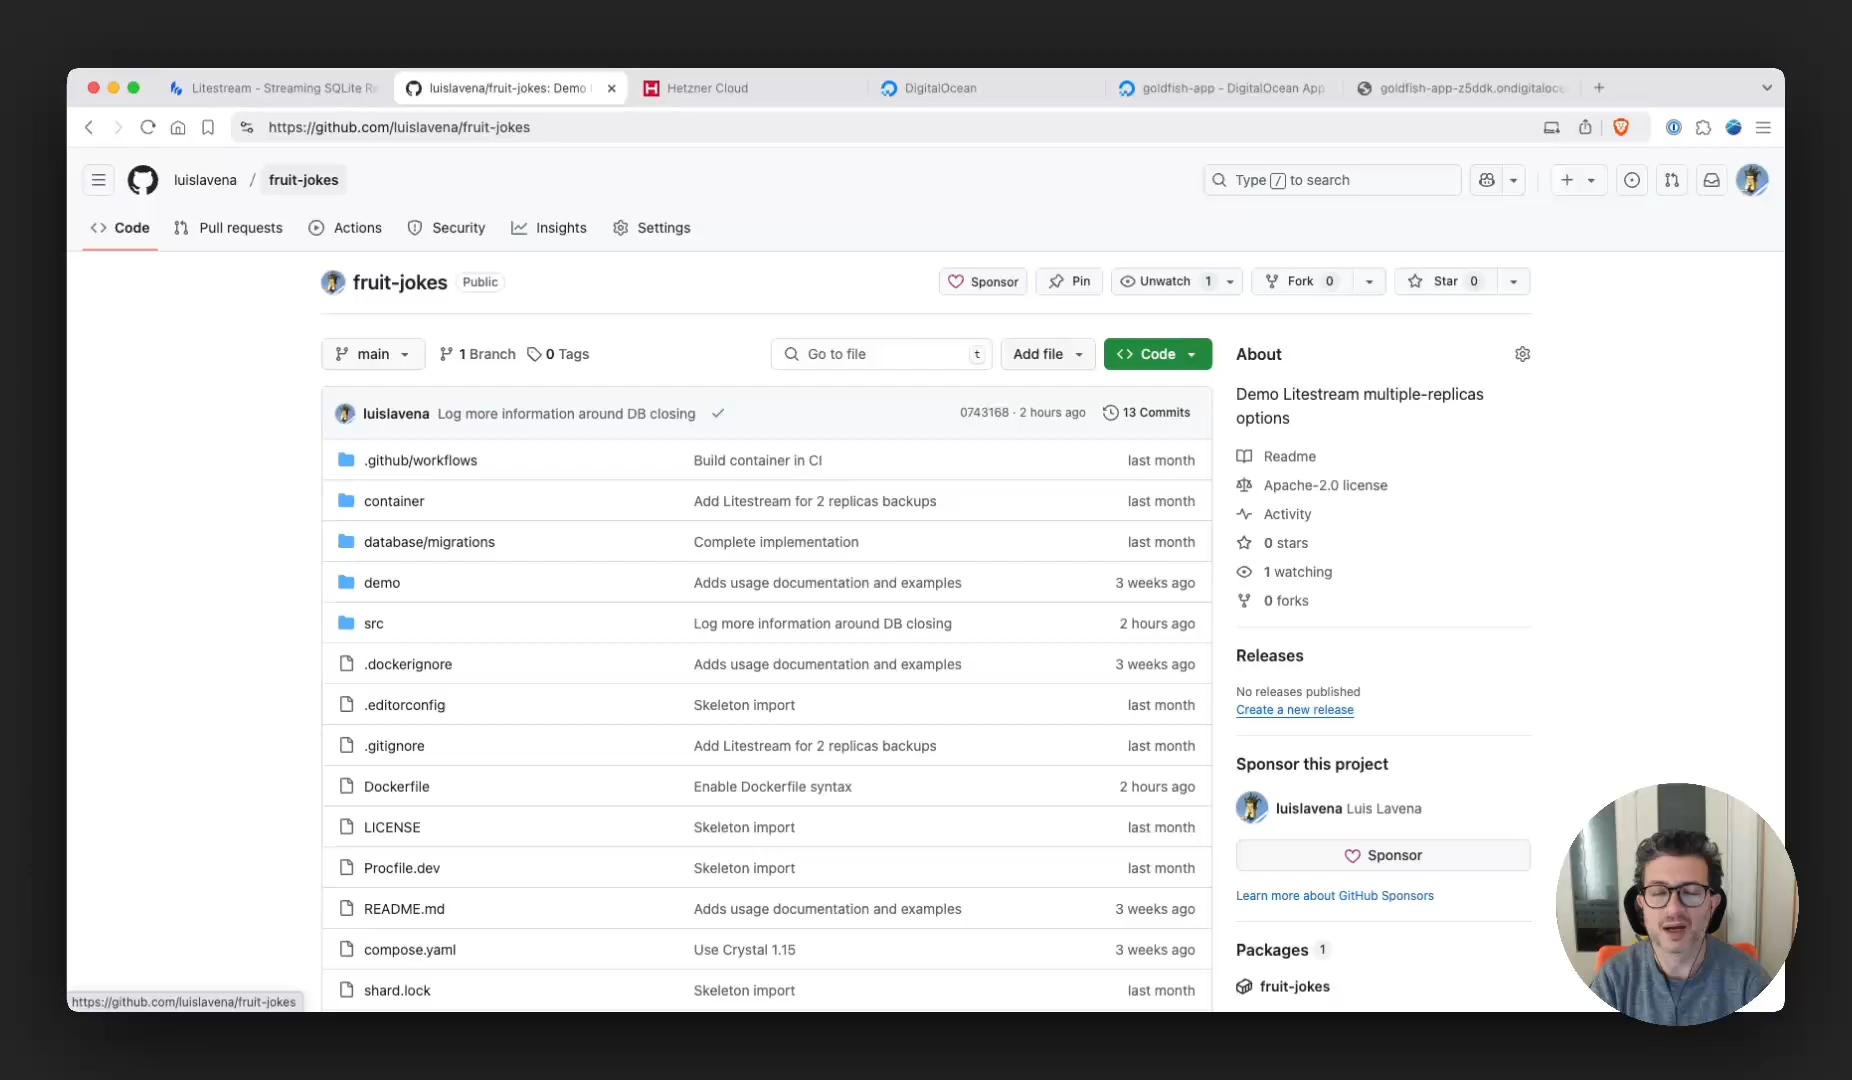 Litestream - Streaming SQLite Re
luislavena/fruit-jokes: Demo
Hetzner Cloud
DigitalOcean
goldfish-app - DigitalOcean App
goldfish-app-z5ddk.ondigitaloce
https://github.com/luislavena/fruit-jokes
luislavena / fruit-jokes
Type / to search
Code
Pull requests
Actions
Security
Insights
Settings
fruit-jokes Public
Sponsor
Pin
Unwatch 1
Fork 0
Star 0
main
1 Branch
0 Tags
Go to file t
Add file
Code
luislavena Log more information around DB closing 0743168 · 2 hours ago 13 Commits
.github/workflows Build container in CI last month
container Add Litestream for 2 replicas backups last month
database/migrations Complete implementation last month
demo Adds usage documentation and examples 3 weeks ago
src Log more information around DB closing 2 hours ago
.dockerignore Adds usage documentation and examples 3 weeks ago
.editorconfig Skeleton import last month
.gitignore Add Litestream for 2 replicas backups last month
Dockerfile Enable Dockerfile syntax 2 hours ago
LICENSE Skeleton import last month
Procfile.dev Skeleton import last month
README.md Adds usage documentation and examples 3 weeks ago
compose.yaml Use Crystal 1.15 3 weeks ago
shard.lock Skeleton import last month
About
Demo Litestream multiple-replicas
options
Readme
Apache-2.0 license
Activity
0 stars
1 watching
0 forks
Releases
No releases published
Create a new release
Sponsor this project
luislavena Luis Lavena
Sponsor
Learn more about GitHub Sponsors
Packages 1
fruit-jokes
https://github.com/luislavena/fruit-jokes